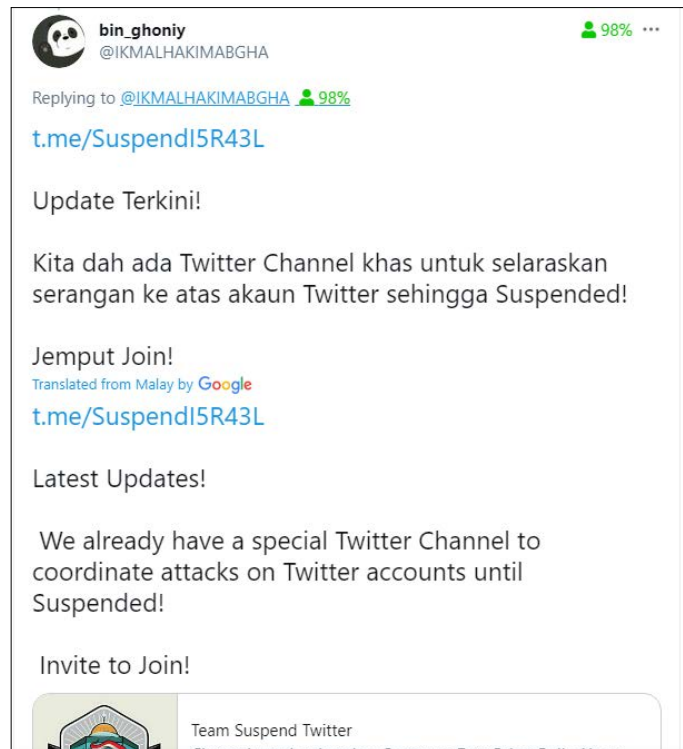 bin_ghoniy
98% ...
@IKMALHAKIMABGHA
Replying to @IKMALHAKIMABGHA 98%
t.me/SuspendI5R43L
Update Terkini!
Kita dah ada Twitter Channel khas untuk selaraskan
serangan ke atas akaun Twitter sehingga Suspended!
Jemput Join!
Translated from Malay by Google
t.me/SuspendI5R43L
Latest Updates!
We already have a special Twitter Channel to
coordinate attacks on Twitter accounts until
Suspended!
Invite to Join!
Team Suspend Twitter